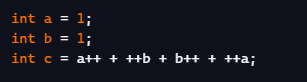 int a = 1;
int b = 1;
int c = a++ + ++b + b++ + ++a;